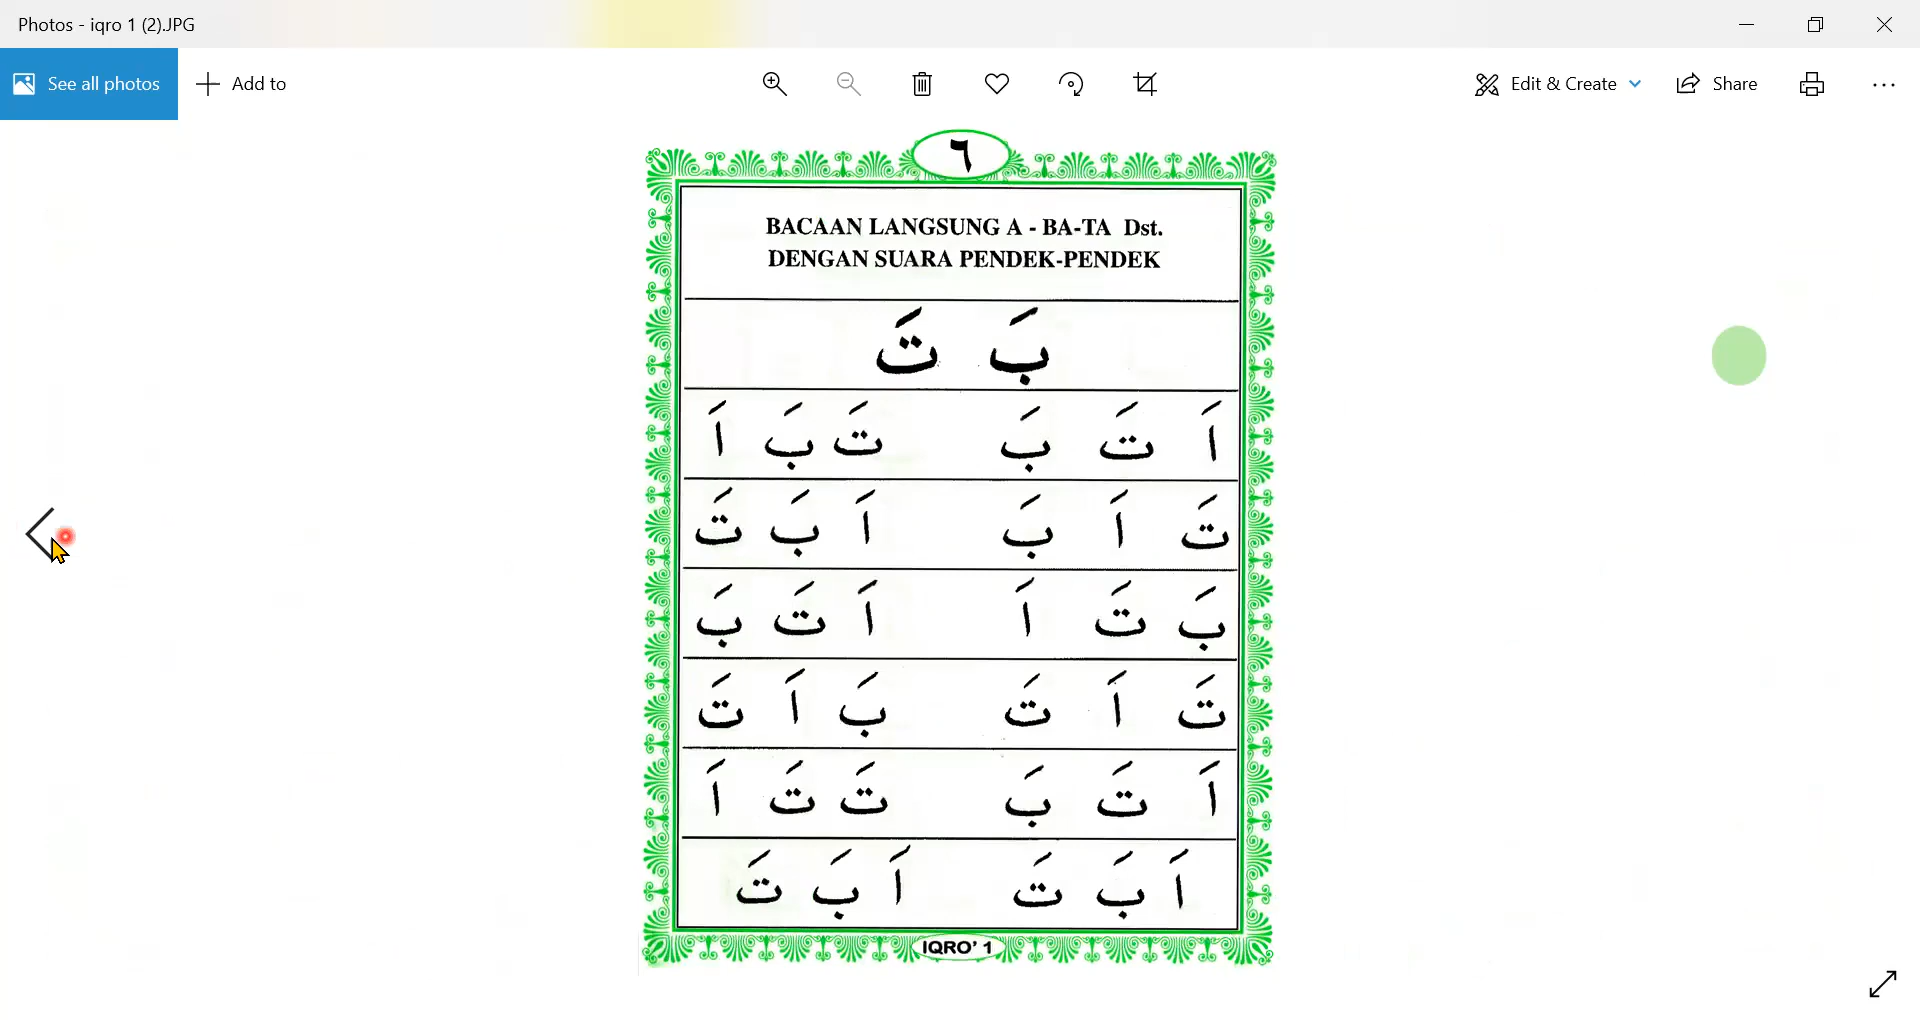 Photos - iqro 1 (2).JPG
See all photos
Add to
Edit & Create
Share
٦
BACAAN LANGSUNG A - BA-TA Dst.
DENGAN SUARA PENDEK-PENDEK
بَ تَ
اَ تَ بَ تَ بَ اَ
تَ اَ بَ اَ بَ تَ
بَ تَ اَ اَ تَ بَ
تَ اَ تَ بَ اَ تَ
اَ تَ بَ تَ تَ اَ
اَ بَ تَ اَ بَ تَ
IQRO' 1